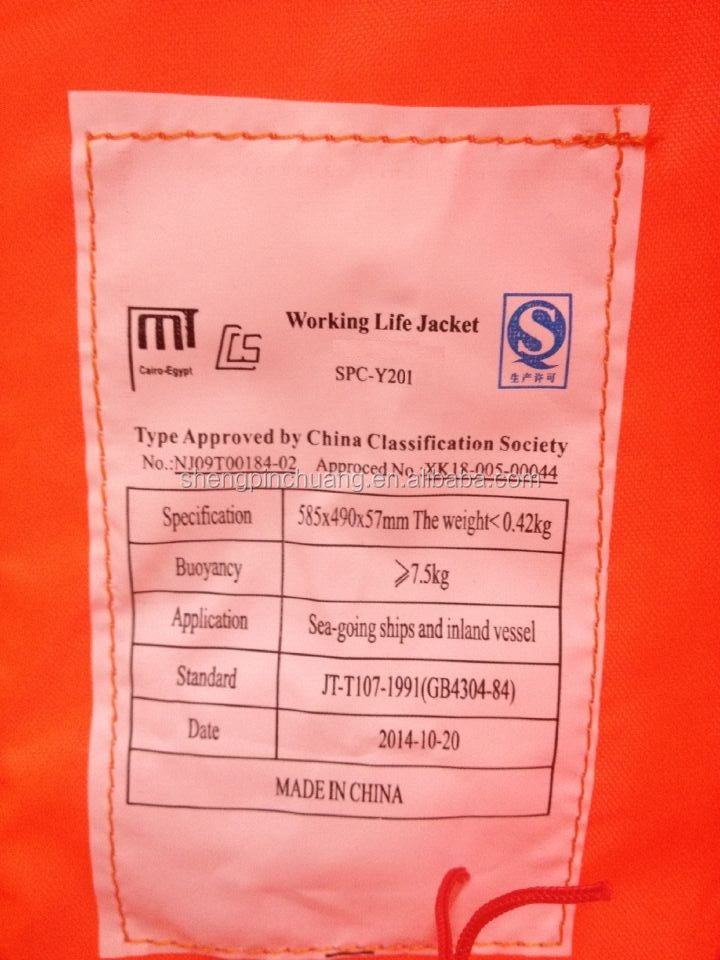 MT
Cairo-Egypt
CCS
Working Life Jacket
SPC-Y201
S
生产许可
Type Approved by China Classification Society
No.:NJ09T00184-02 Approced No.:XK18-005-00044
shengpinchuang.en.alibaba.com
Specification 585x490x57mm The weight<0.42kg
Buoyancy ⩾7.5kg
Application Sea-going ships and inland vessel
Standard JT-T107-1991(GB4304-84)
Date 2014-10-20
MADE IN CHINA